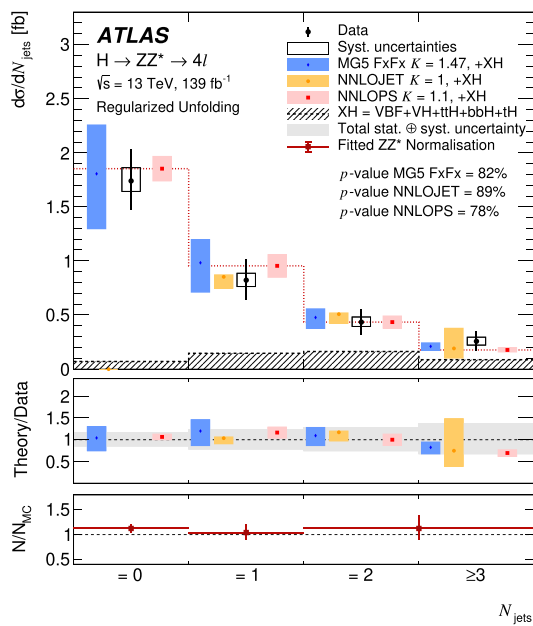 dσ/dN_jets [fb]
ATLAS
H → ZZ* → 4l
√s = 13 TeV, 139 fb⁻¹
Regularized Unfolding
Data
Syst. uncertainties
MG5 FxFx K = 1.47, +XH
NNLOJET K = 1, +XH
NNLOPS K = 1.1, +XH
XH = VBF+VH+ttH+bbH+tH
Total stat. ⊕ syst. uncertainty
Fitted ZZ* Normalisation
p-value MG5 FxFx = 82%
p-value NNLOJET = 89%
p-value NNLOPS = 78%
3
2.5
2
1.5
1
0.5
0
Theory/Data
2
1.5
1
0.5
N/N_MC
1.5
1
0.5
= 0 = 1 = 2 ≥3
N_jets